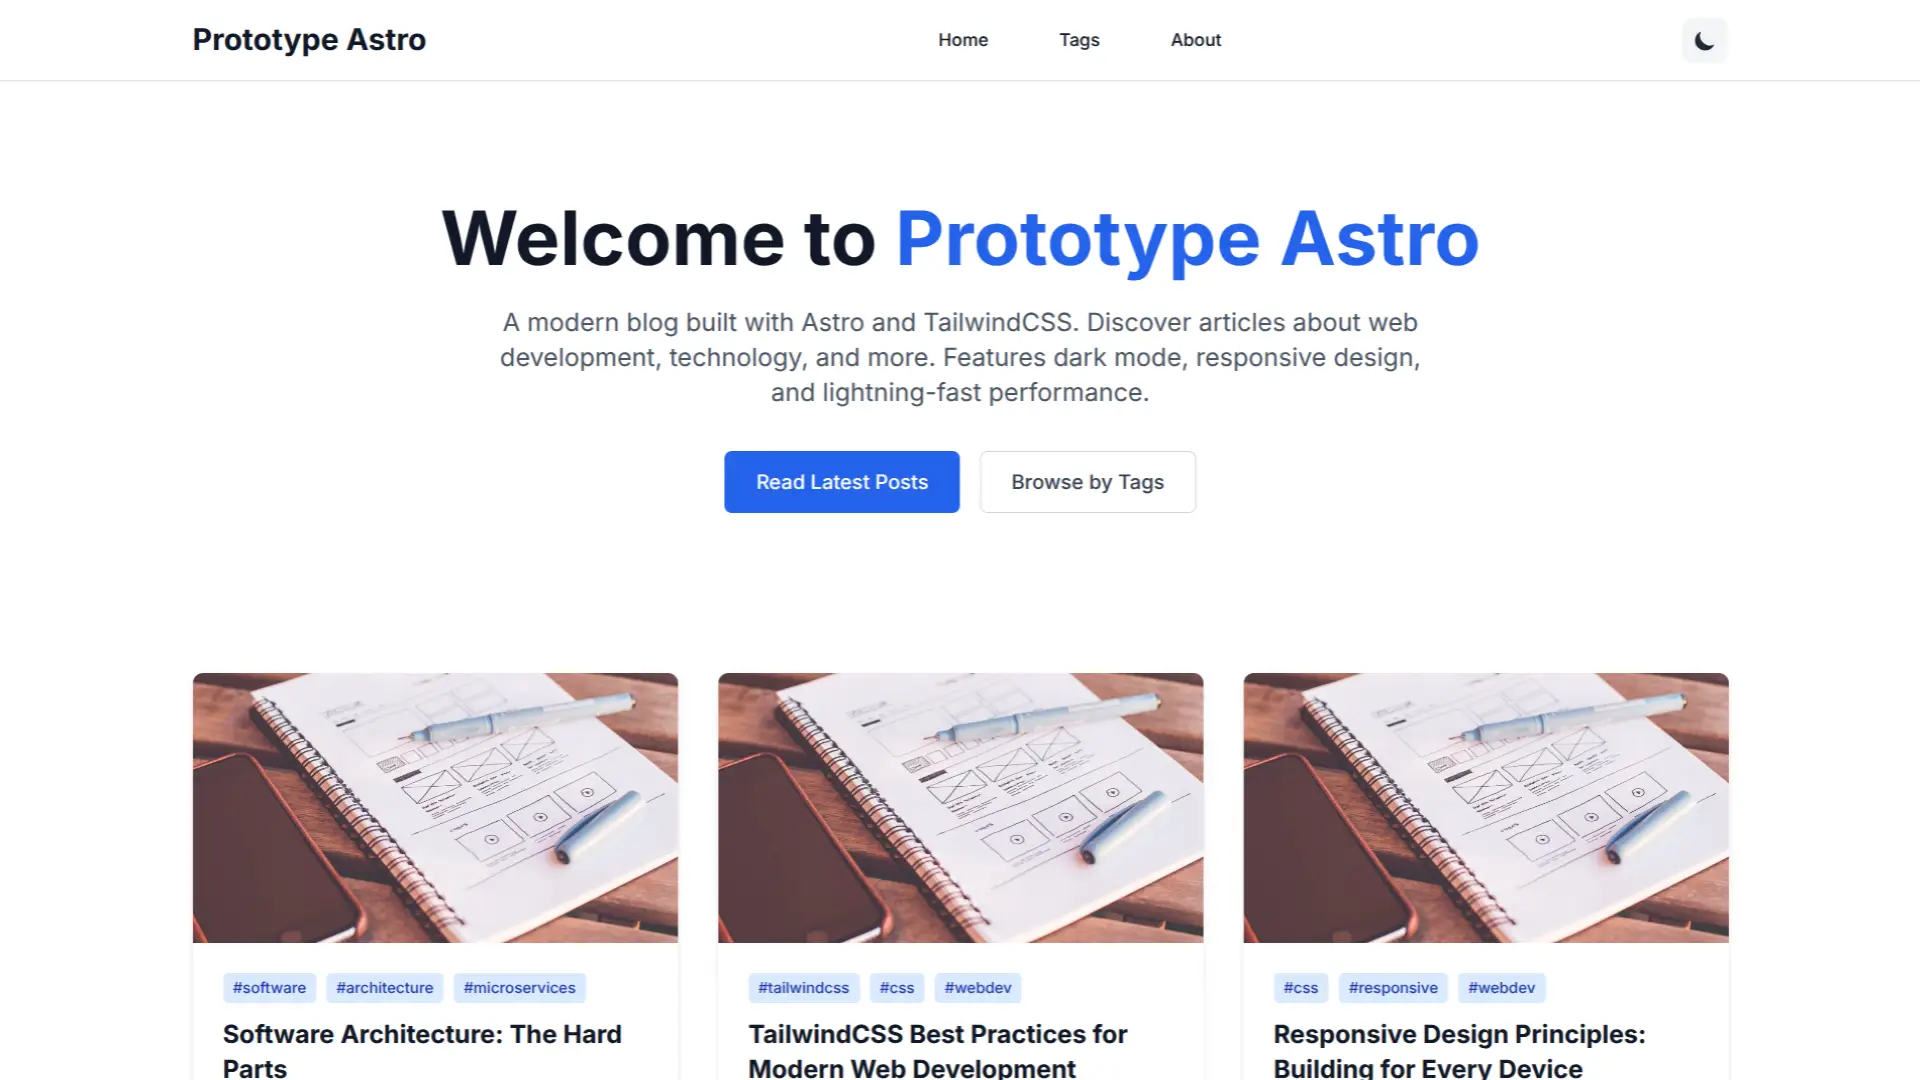 Prototype Astro
Home
Tags
About
Welcome to Prototype Astro
A modern blog built with Astro and TailwindCSS. Discover articles about web
development, technology, and more. Features dark mode, responsive design,
and lightning-fast performance.
Read Latest Posts
Browse by Tags
#software #architecture #microservices
Software Architecture: The Hard
Parts
#tailwindcss #css #webdev
TailwindCSS Best Practices for
Modern Web Development
#css #responsive #webdev
Responsive Design Principles:
Building for Every Device